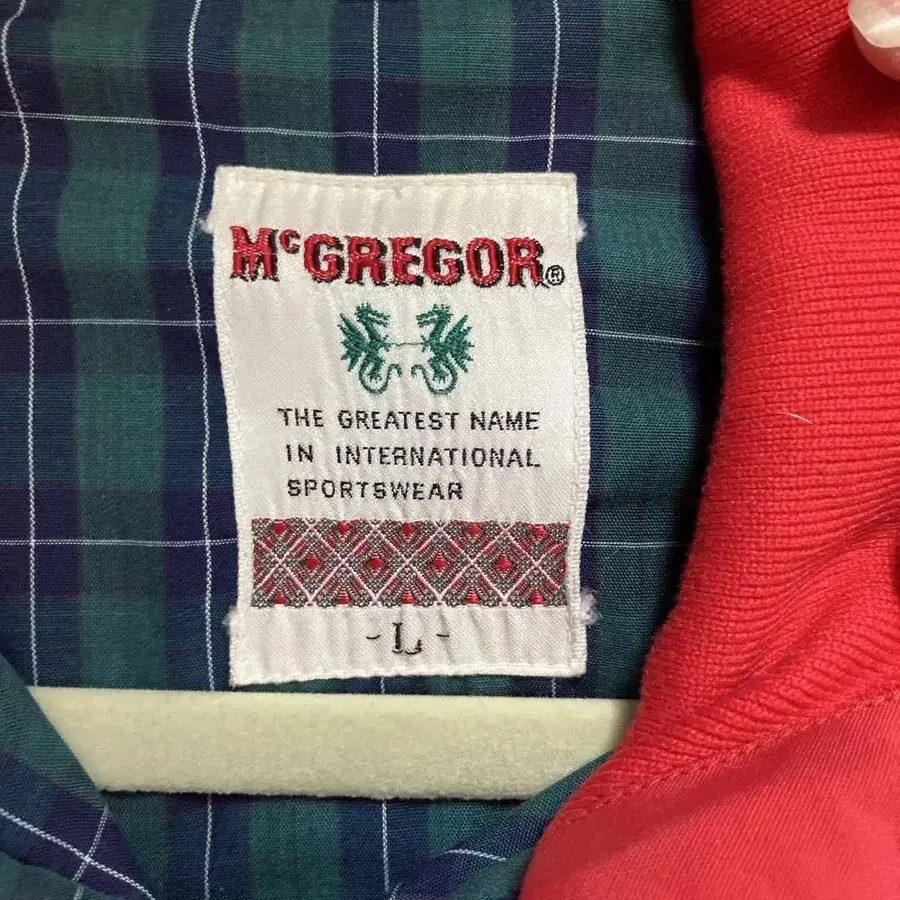 McGREGOR®
THE GREATEST NAME
IN INTERNATIONAL
SPORTSWEAR
- L -